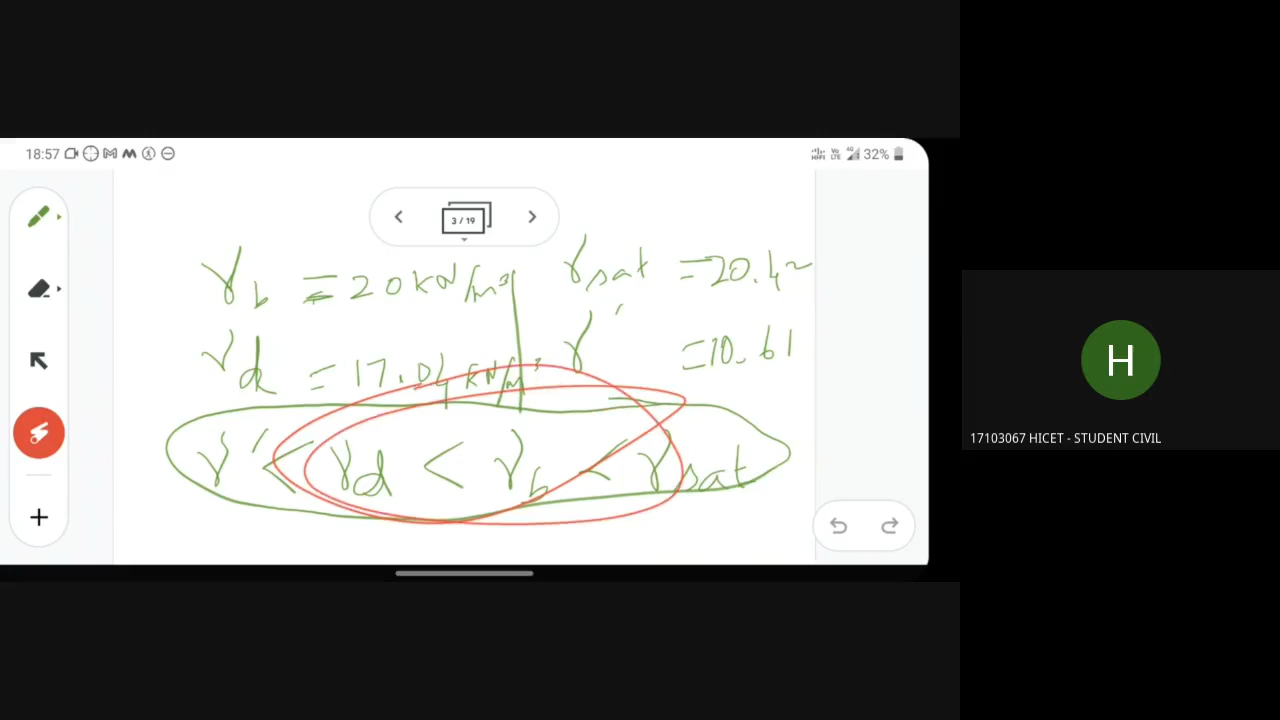 18:57 32%
3 / 19
γb = 20 kN/m³ γsat = 20.42
γd = 17.04 kN/m³ γ' = 10.61
γ' < γd < γb < γsat
H
17103067 HICET - STUDENT CIVIL